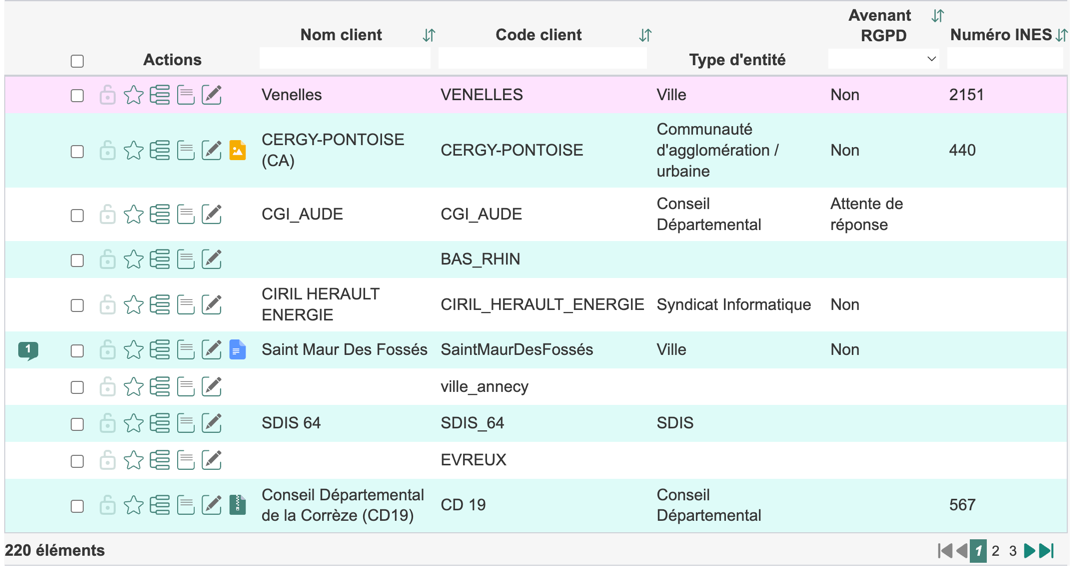 Nom client
Code client
Avenant
RGPD
Numéro INES
Actions
Type d'entité
Venelles VENELLES Ville Non 2151
CERGY-PONTOISE
(CA)
CERGY-PONTOISE
Communauté
d'agglomération /
urbaine
Non
440
CGI_AUDE
CGI_AUDE
Conseil
Départemental
Attente de
réponse
BAS_RHIN
CIRIL HERAULT
ENERGIE
CIRIL_HERAULT_ENERGIE
Syndicat Informatique
Non
1 Saint Maur Des Fossés SaintMaurDesFossés Ville Non
ville_annecy
SDIS 64 SDIS_64 SDIS
EVREUX
Conseil Départemental
de la Corrèze (CD19)
CD 19
Conseil
Départemental
567
220 éléments
1 2 3